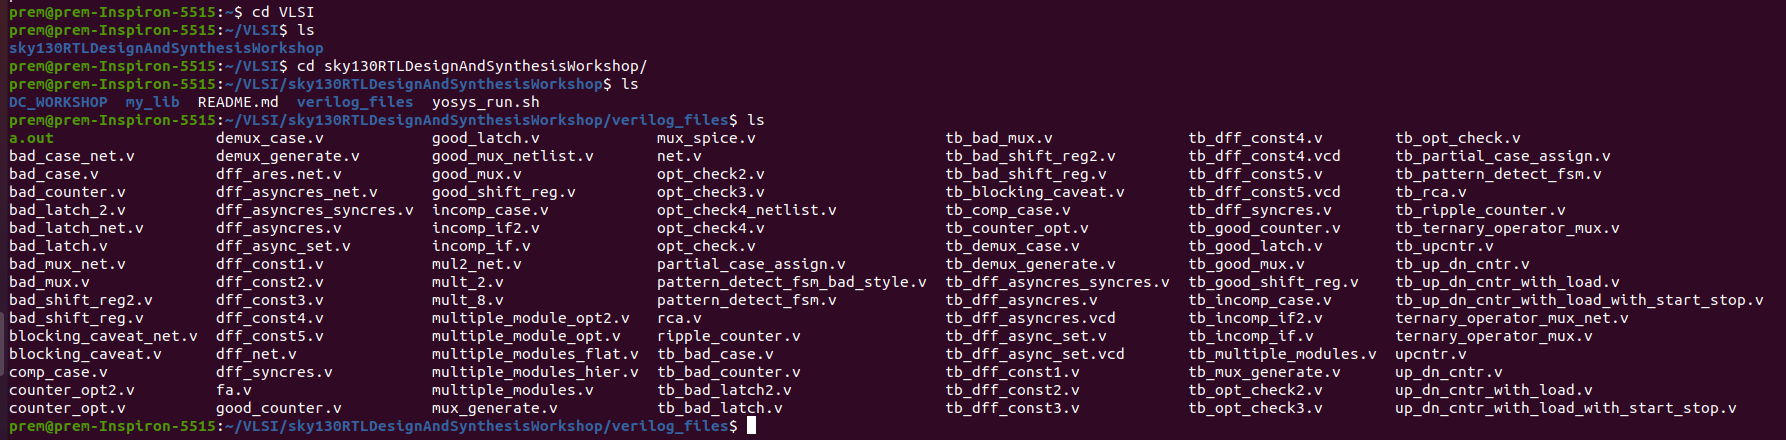 prem@prem-Inspiron-5515:~$ cd VLSI
prem@prem-Inspiron-5515:~/VLSI$ ls
sky130RTLDesignAndSynthesisWorkshop
prem@prem-Inspiron-5515:~/VLSI$ cd sky130RTLDesignAndSynthesisWorkshop/
prem@prem-Inspiron-5515:~/VLSI/sky130RTLDesignAndSynthesisWorkshop$ ls
DC_WORKSHOP  my_lib  README.md  verilog_files  yosys_run.sh
prem@prem-Inspiron-5515:~/VLSI/sky130RTLDesignAndSynthesisWorkshop/verilog_files$ ls
a.out demux_case.v good_latch.v mux_spice.v tb_bad_mux.v tb_dff_const4.v tb_opt_check.v
bad_case_net.v demux_generate.v good_mux_netlist.v net.v tb_bad_shift_reg2.v tb_dff_const4.vcd tb_partial_case_assign.v
bad_case.v dff_ares.net.v good_mux.v opt_check2.v tb_bad_shift_reg.v tb_dff_const5.v tb_pattern_detect_fsm.v
bad_counter.v dff_asyncres_net.v good_shift_reg.v opt_check3.v tb_blocking_caveat.v tb_dff_const5.vcd tb_rca.v
bad_latch_2.v dff_asyncres_syncres.v incomp_case.v opt_check4_netlist.v tb_comp_case.v tb_dff_syncres.v tb_ripple_counter.v
bad_latch_net.v dff_asyncres.v incomp_if2.v opt_check4.v tb_counter_opt.v tb_good_counter.v tb_ternary_operator_mux.v
bad_latch.v dff_async_set.v incomp_if.v opt_check.v tb_demux_case.v tb_good_latch.v tb_upcntr.v
bad_mux_net.v dff_const1.v mul2_net.v partial_case_assign.v tb_demux_generate.v tb_good_mux.v tb_up_dn_cntr.v
bad_mux.v dff_const2.v mult_2.v pattern_detect_fsm_bad_style.v tb_dff_asyncres_syncres.v tb_good_shift_reg.v tb_up_dn_cntr_with_load.v
bad_shift_reg2.v dff_const3.v mult_8.v pattern_detect_fsm.v tb_dff_asyncres.v tb_incomp_case.v tb_up_dn_cntr_with_load_with_start_stop.v
bad_shift_reg.v dff_const4.v multiple_module_opt2.v rca.v tb_dff_asyncres.vcd tb_incomp_if2.v ternary_operator_mux_net.v
blocking_caveat_net.v dff_const5.v multiple_module_opt.v ripple_counter.v tb_dff_async_set.v tb_incomp_if.v ternary_operator_mux.v
blocking_caveat.v dff_net.v multiple_modules_flat.v tb_bad_case.v tb_dff_async_set.vcd tb_multiple_modules.v upcntr.v
comp_case.v dff_syncres.v multiple_modules_hier.v tb_bad_counter.v tb_dff_const1.v tb_mux_generate.v up_dn_cntr.v
counter_opt2.v fa.v multiple_modules.v tb_bad_latch2.v tb_dff_const2.v tb_opt_check2.v up_dn_cntr_with_load.v
counter_opt.v good_counter.v mux_generate.v tb_bad_latch.v tb_dff_const3.v tb_opt_check3.v up_dn_cntr_with_load_with_start_stop.v
prem@prem-Inspiron-5515:~/VLSI/sky130RTLDesignAndSynthesisWorkshop/verilog_files$